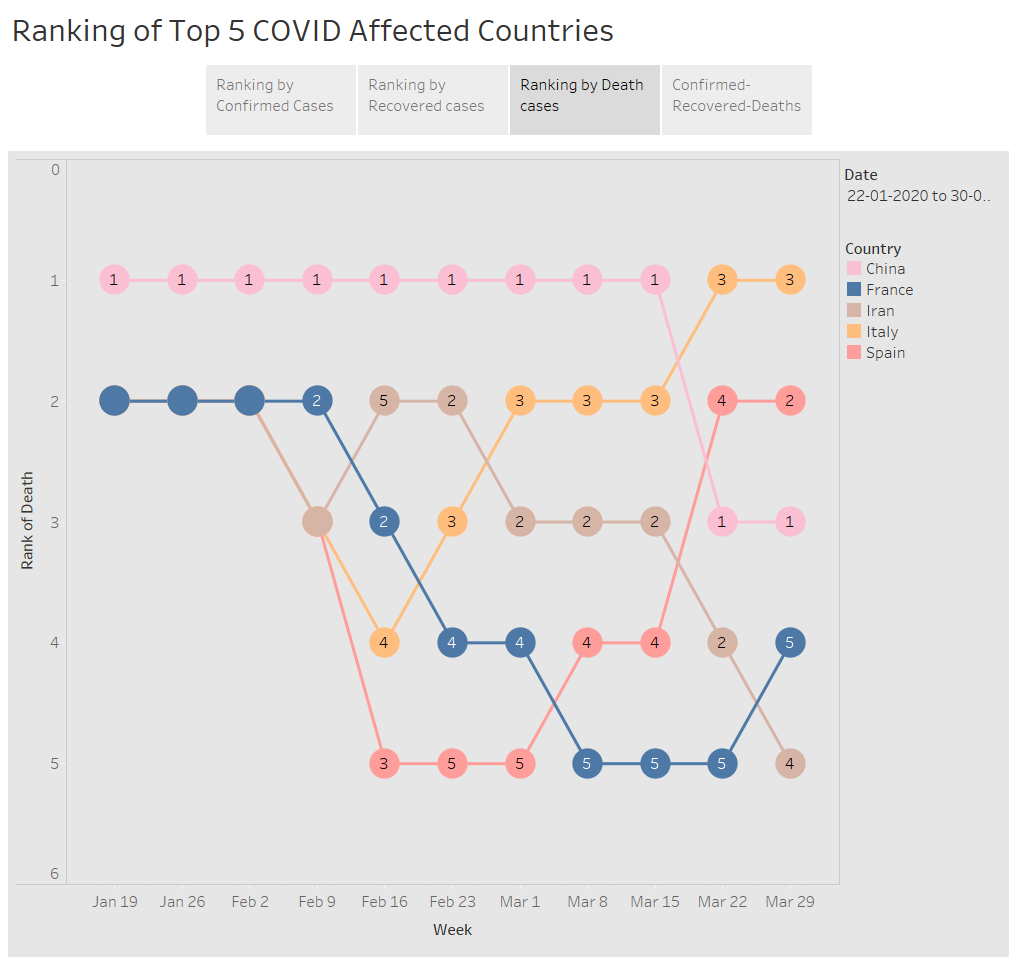 Ranking of Top 5 COVID Affected Countries
Ranking by
Confirmed Cases
Ranking by
Recovered cases
Ranking by Death
cases
Confirmed-
Recovered-Deaths
Date
22-01-2020 to 30-0..
Country
China
France
Iran
Italy
Spain
Rank of Death
0
1 1 1 1 1 1 1 1 1 1 3 3
2 2 5 2 3 3 3 4 2
3 2 3 2 2 2 1 1
4 4 4 4 4 4 2 5
5 3 5 5 5 5 5 4
6
Jan 19 Jan 26 Feb 2 Feb 9 Feb 16 Feb 23 Mar 1 Mar 8 Mar 15 Mar 22 Mar 29
Week